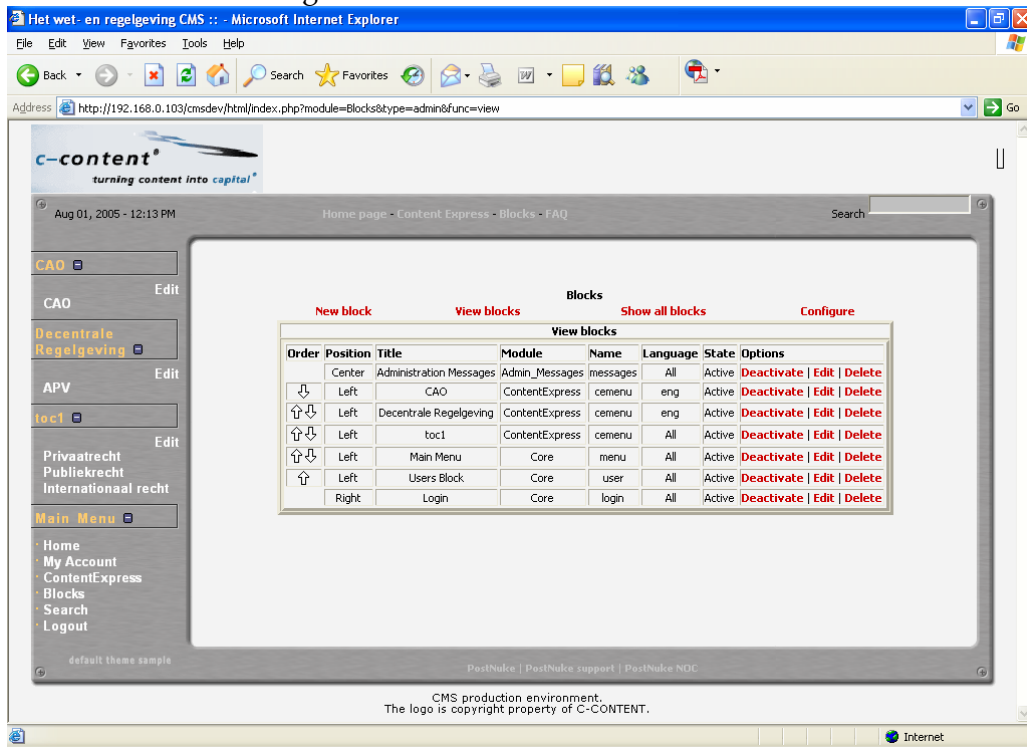 Het wet- en regelgeving CMS :: - Microsoft Internet Explorer
File Edit View Favorites Tools Help
Back Search Favorites
Address http://192.168.0.103/cmsdev/html/index.php?module=Blocks&type=admin&func=view Go
c-content®
turning content into capital®
Aug 01, 2005 - 12:13 PM Home page - Content Express - Blocks - FAQ Search
CAO
Edit
CAO
Decentrale
Regelgeving
Edit
APV
toc1
Edit
Privaatrecht
Publiekrecht
Internationaal recht
Main Menu
Home
My Account
ContentExpress
Blocks
Search
Logout
default theme sample
Blocks
New block View blocks Show all blocks Configure
View blocks
Order Position Title Module Name Language State Options
Center Administration Messages Admin_Messages messages All Active Deactivate | Edit | Delete
Left CAO ContentExpress cemenu eng Active Deactivate | Edit | Delete
Left Decentrale Regelgeving ContentExpress cemenu eng Active Deactivate | Edit | Delete
Left toc1 ContentExpress cemenu All Active Deactivate | Edit | Delete
Left Main Menu Core menu All Active Deactivate | Edit | Delete
Left Users Block Core user All Active Deactivate | Edit | Delete
Right Login Core login All Active Deactivate | Edit | Delete
PostNuke | PostNuke support | PostNuke NOC
CMS production environment.
The logo is copyright property of C-CONTENT.
Internet